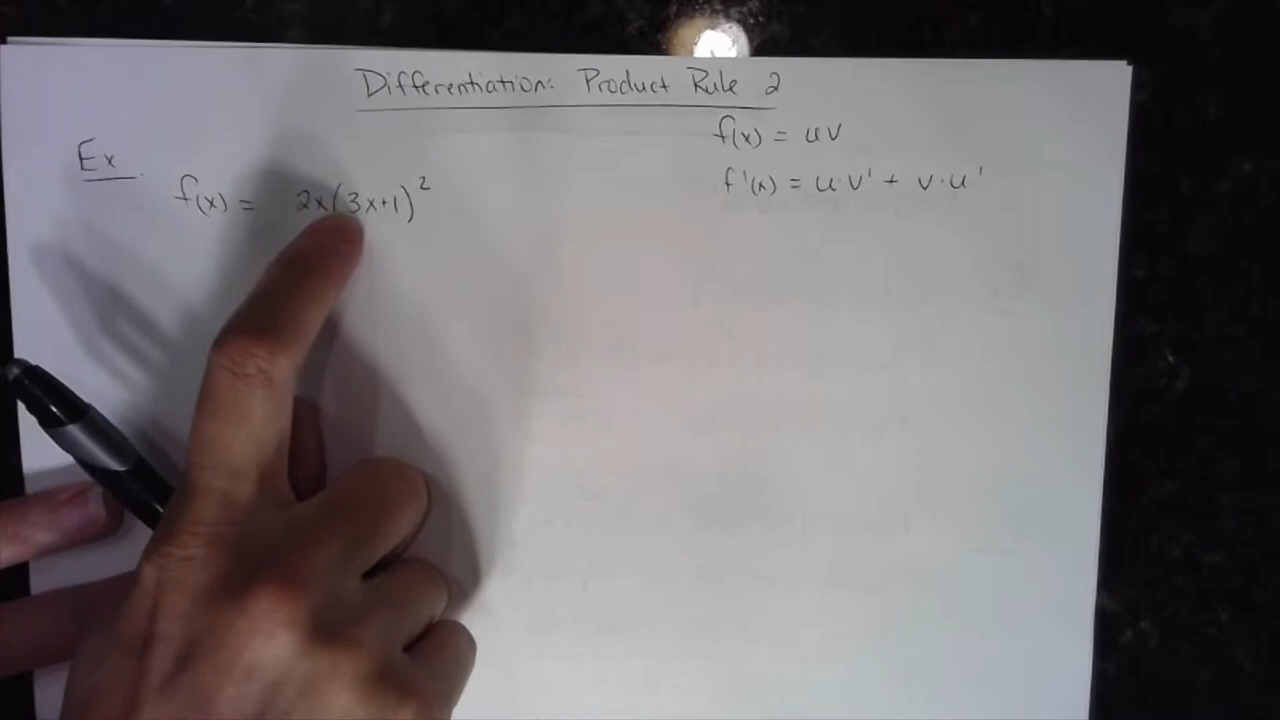 Differentiation: Product Rule 2
f(x) = uv
Ex.
f'(x) = u·v' + v·u'
f(x) = 2x(3x+1)²